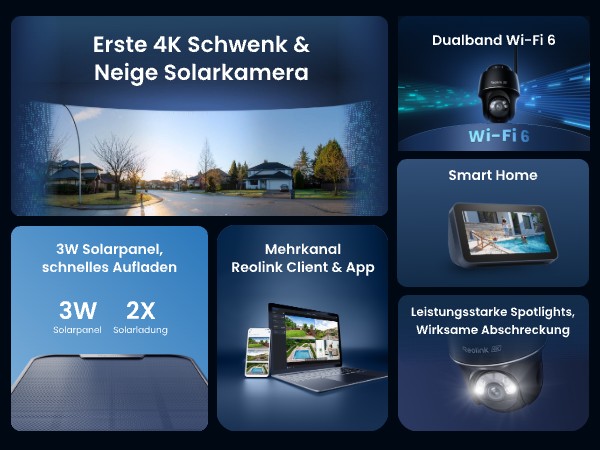 Erste 4K Schwenk &
Neige Solarkamera
Dualband Wi-Fi 6
Wi-Fi 6
Smart Home
3W Solarpanel,
schnelles Aufladen
3W 2X
Solarpanel Solarladung
Mehrkanal
Reolink Client & App
Leistungsstarke Spotlights,
Wirksame Abschreckung
reolink